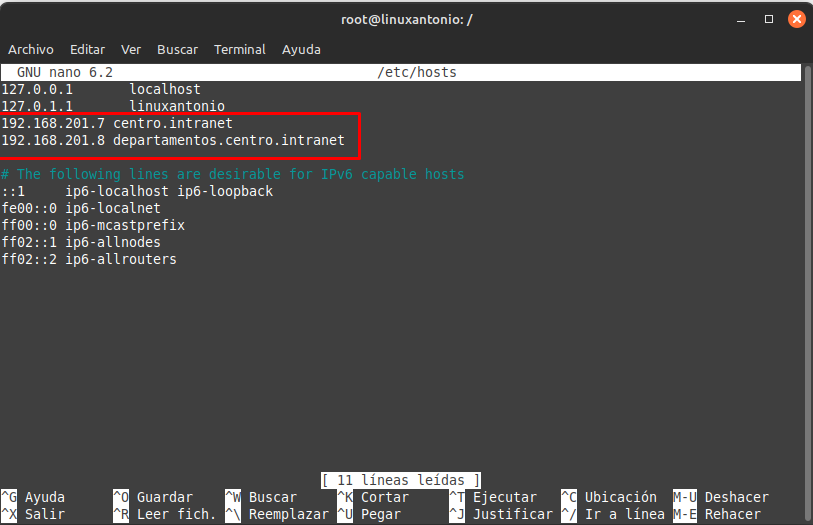 root@linuxantonio: /
Archivo Editar Ver Buscar Terminal Ayuda
GNU nano 6.2 /etc/hosts
127.0.0.1 localhost
127.0.1.1 linuxantonio
192.168.201.7 centro.intranet
192.168.201.8 departamentos.centro.intranet
# The following lines are desirable for IPv6 capable hosts
::1 ip6-localhost ip6-loopback
fe00::0 ip6-localnet
ff00::0 ip6-mcastprefix
ff02::1 ip6-allnodes
ff02::2 ip6-allrouters
[ 11 líneas leídas ]
^G Ayuda ^O Guardar ^W Buscar ^K Cortar ^T Ejecutar ^C Ubicación M-U Deshacer
^X Salir ^R Leer fich. ^\ Reemplazar ^U Pegar ^J Justificar ^/ Ir a línea M-E Rehacer